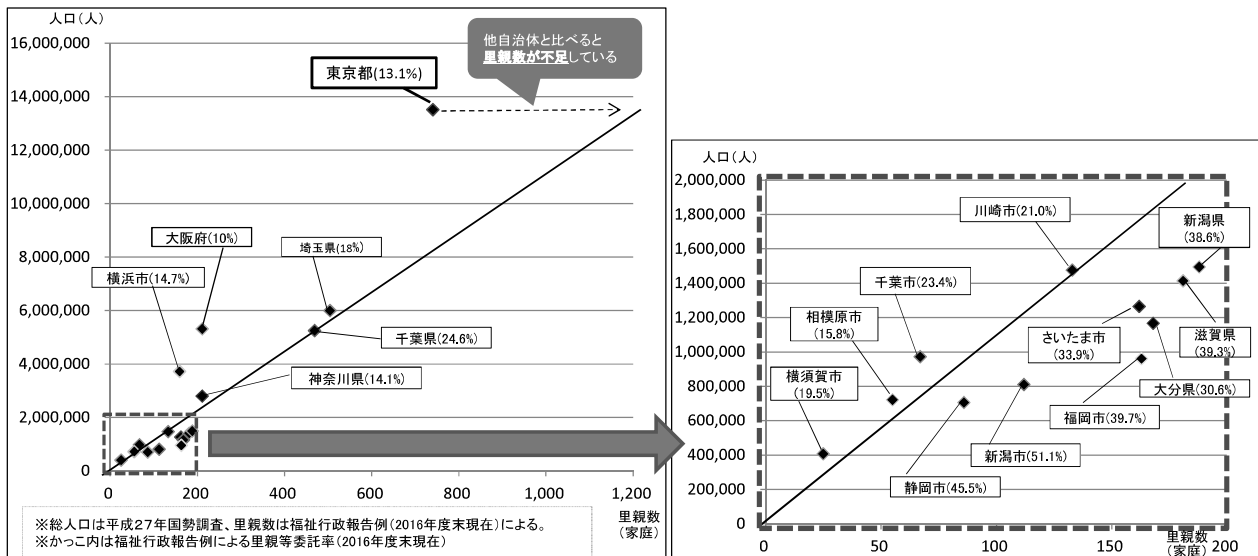 人口(人)
16,000,000
14,000,000
12,000,000
10,000,000
8,000,000
6,000,000
4,000,000
2,000,000
0
他自治体と比べると
里親数が不足している
東京都(13.1%)
大阪府(10%)
埼玉県(18%)
横浜市(14.7%)
千葉県(24.6%)
神奈川県(14.1%)
0
200
400
600
800
1,000
1,200
里親数
(家庭)
※総人口は平成27年国勢調査、里親数は福祉行政報告例(2016年度末現在)による。
※かっこ内は福祉行政報告例による里親等委託率(2016年度末現在)
人口(人)
2,000,000
1,800,000
1,600,000
1,400,000
1,200,000
1,000,000
800,000
600,000
400,000
200,000
0
川崎市(21.0%)
新潟県
(38.6%)
千葉市(23.4%)
相模原市
(15.8%)
さいたま市
(33.9%)
滋賀県
(39.3%)
横須賀市
(19.5%)
大分県(30.6%)
福岡市(39.7%)
新潟市(51.1%)
静岡市(45.5%)
0
50
100
150
200
里親数
(家庭)